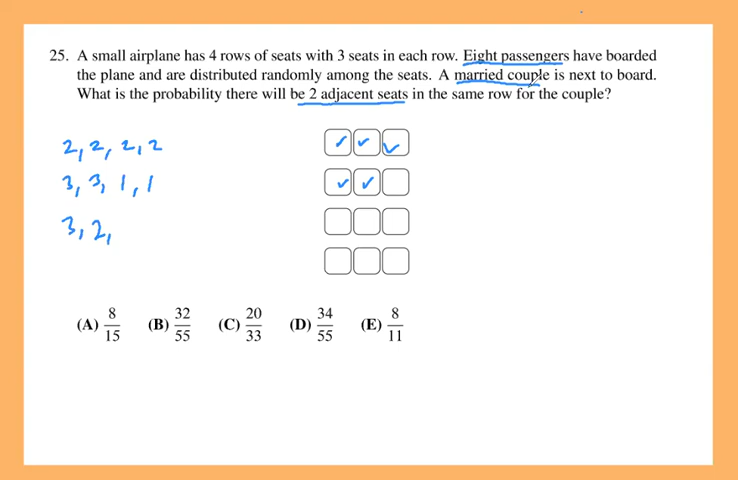 25. A small airplane has 4 rows of seats with 3 seats in each row. Eight passengers have boarded
the plane and are distributed randomly among the seats. A married couple is next to board.
What is the probability there will be 2 adjacent seats in the same row for the couple?
2, 2, 2, 2
3, 3, 1, 1
3, 2,
(A) 8/15 (B) 32/55 (C) 20/33 (D) 34/55 (E) 8/11